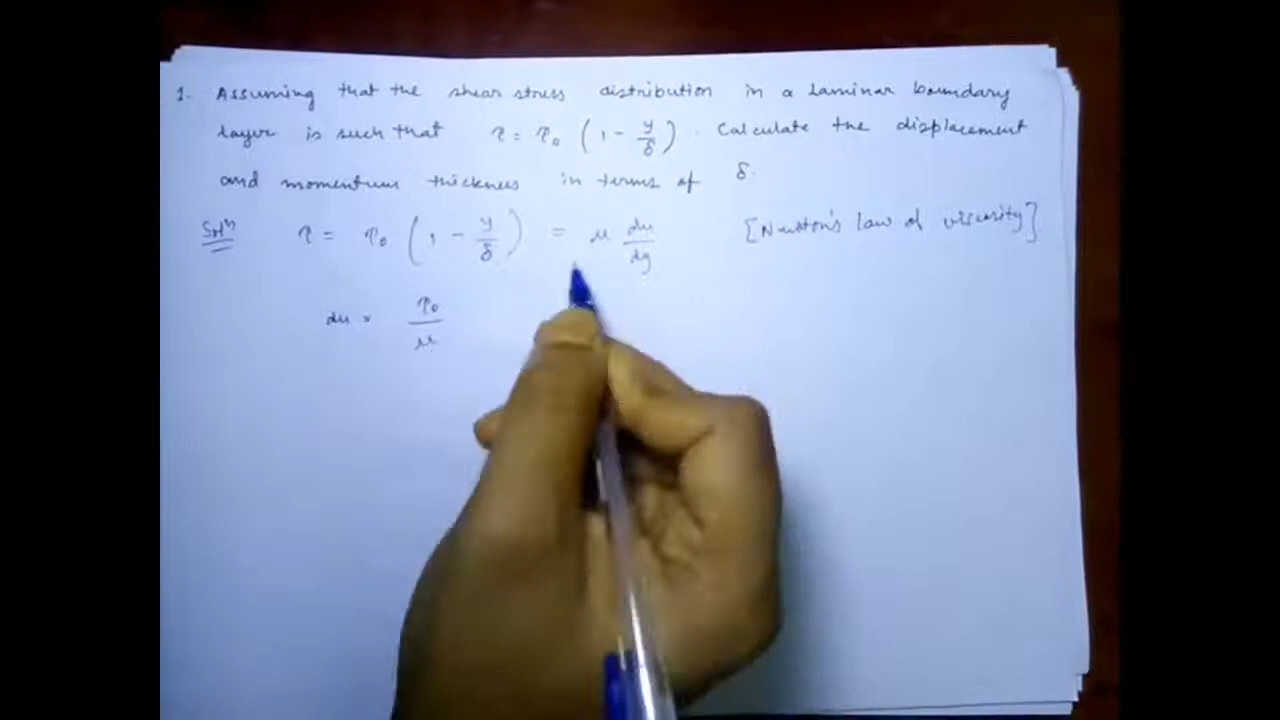 1. Assuming that the shear stress distribution in a laminar boundary
layer is such that τ = τ₀ (1 - y/δ). Calculate the displacement
and momentum thickness in terms of δ.
Solⁿ τ = τ₀ (1 - y/δ) = μ du/dy [Newton's law of viscosity]
du = τ₀/μ